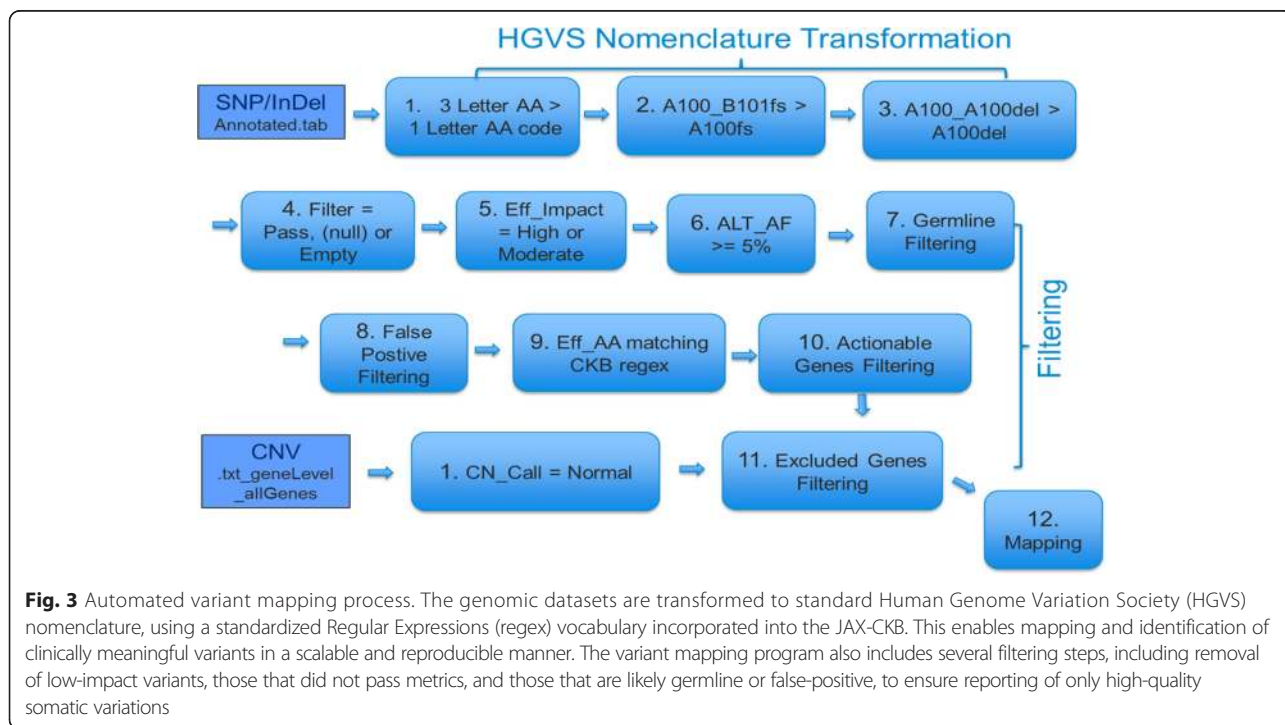 HGVS Nomenclature Transformation
SNP/InDel
Annotated.tab
1. 3 Letter AA >
1 Letter AA code
2. A100_B101fs >
A100fs
3. A100_A100del >
A100del
4. Filter =
Pass, (null) or
Empty
5. Eff_Impact
= High or
Moderate
6. ALT_AF
>= 5%
7. Germline
Filtering
8. False
Postive
Filtering
9. Eff_AA matching
CKB regex
10. Actionable
Genes Filtering
Filtering
CNV
.txt_geneLevel
_allGenes
1. CN_Call = Normal
11. Excluded Genes
Filtering
12.
Mapping
Fig. 3 Automated variant mapping process. The genomic datasets are transformed to standard Human Genome Variation Society (HGVS)
nomenclature, using a standardized Regular Expressions (regex) vocabulary incorporated into the JAX-CKB. This enables mapping and identification of
clinically meaningful variants in a scalable and reproducible manner. The variant mapping program also includes several filtering steps, including removal
of low-impact variants, those that did not pass metrics, and those that are likely germline or false-positive, to ensure reporting of only high-quality
somatic variations